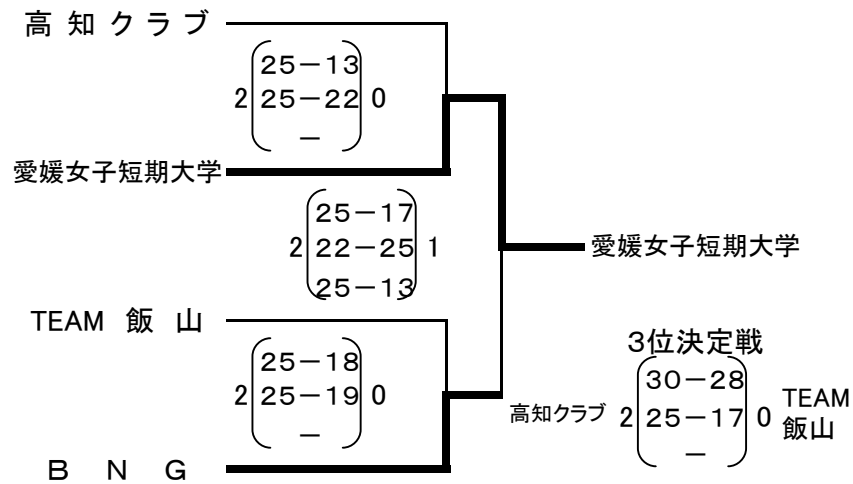 高 知 ク ラ ブ
25－13
2 25－22 0
－
愛媛女子短期大学
25－17
2 22－25 1
25－13
愛媛女子短期大学
TEAM 飯 山
25－18
2 25－19 0
－
B N G
3位決定戦
30－28
高知クラブ 2 25－17 0 TEAM
飯山
－